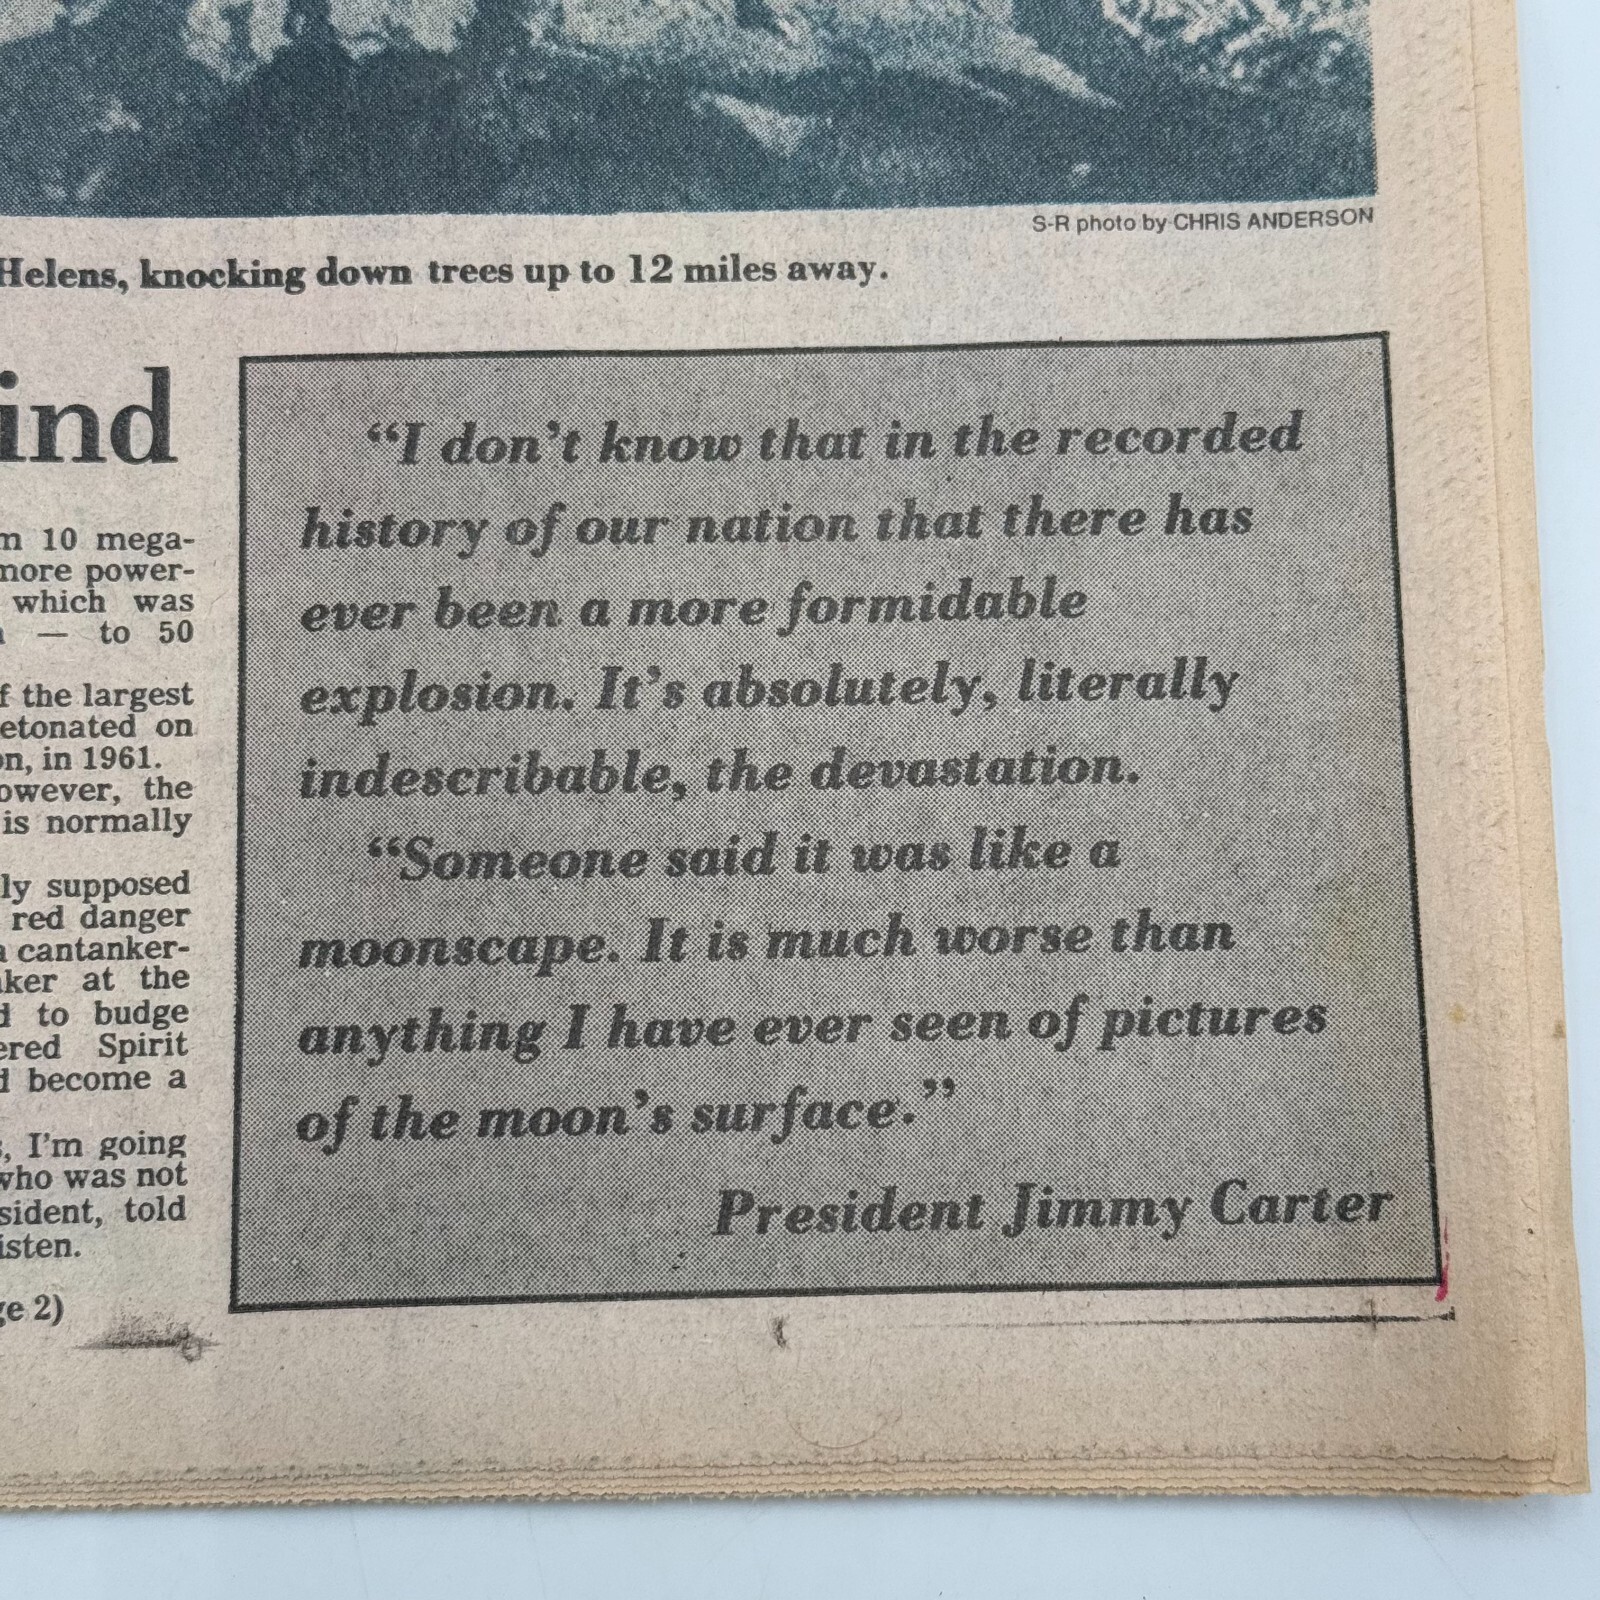 S-R photo by CHRIS ANDERSON
Helens, knocking down trees up to 12 miles away.
ind
m 10 mega-
more power-
which was
— to 50
f the largest
etonated on
on, in 1961.
owever, the
is normally
ly supposed
red danger
a cantanker-
ker at the
d to budge
ered Spirit
d become a
s, I'm going
who was not
sident, told
isten.
ge 2)
“I don’t know that in the recorded
history of our nation that there has
ever been a more formidable
explosion. It’s absolutely, literally
indescribable, the devastation.
“Someone said it was like a
moonscape. It is much worse than
anything I have ever seen of pictures
of the moon’s surface.”
President Jimmy Carter